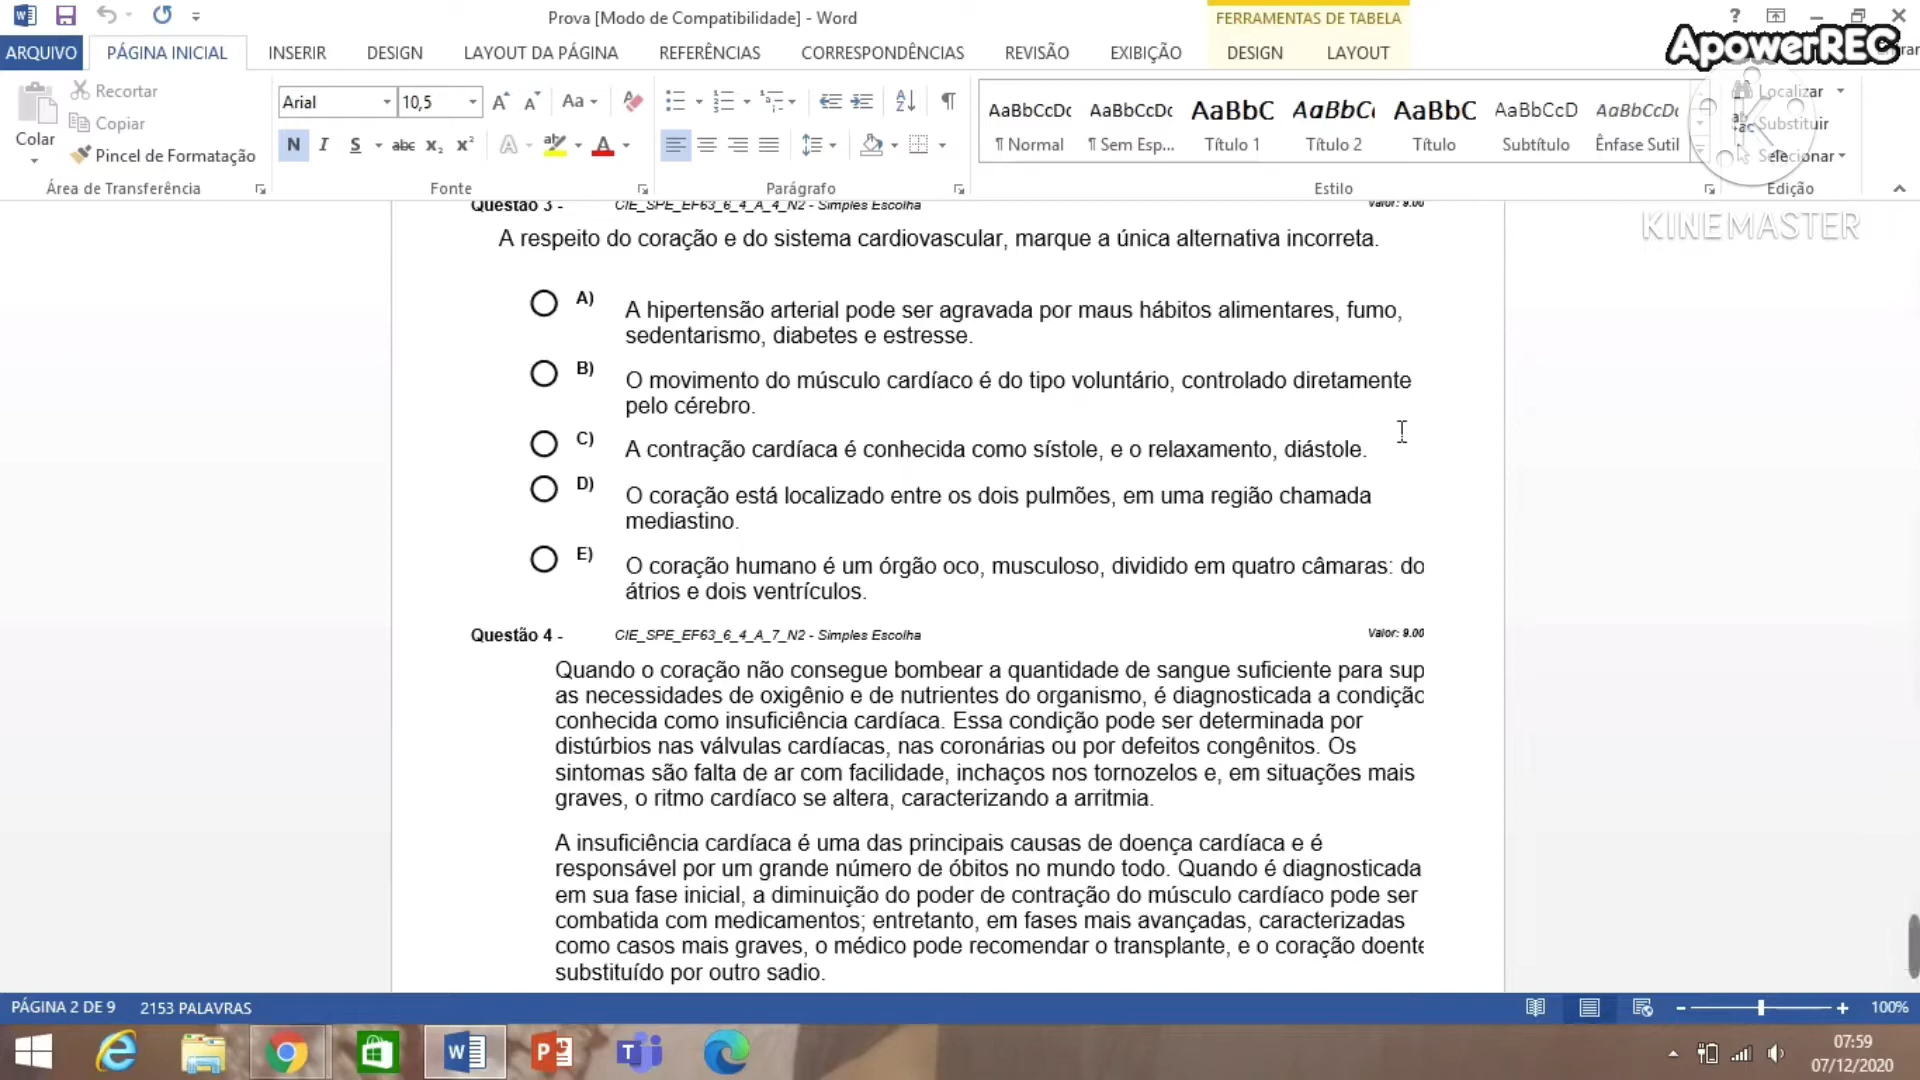 Prova [Modo de Compatibilidade] - Word
FERRAMENTAS DE TABELA
?
ApowerREC
ARQUIVO PÁGINA INICIAL INSERIR DESIGN LAYOUT DA PÁGINA REFERÊNCIAS CORRESPONDÊNCIAS REVISÃO EXIBIÇÃO DESIGN LAYOUT
Colar
Recortar
Copiar
Pincel de Formatação
Área de Transferência
Arial 10,5
Aa
N I S abc x₂ x² A A
Fonte
Parágrafo
AaBbCcDc AaBbCcDc AaBbC AaBbC AaBbC AaBbCcD AaBbCcDc
¶ Normal ¶ Sem Esp... Título 1 Título 2 Título Subtítulo Ênfase Sutil
Estilo
Localizar
Substituir
Selecionar
Edição
KINEMASTER
Questão 3 - CIE_SPE_EF63_6_4_A_4_N2 - Simples Escolha Valor: 9.00
A respeito do coração e do sistema cardiovascular, marque a única alternativa incorreta.
A) A hipertensão arterial pode ser agravada por maus hábitos alimentares, fumo,
sedentarismo, diabetes e estresse.
B) O movimento do músculo cardíaco é do tipo voluntário, controlado diretamente
pelo cérebro.
C) A contração cardíaca é conhecida como sístole, e o relaxamento, diástole.
D) O coração está localizado entre os dois pulmões, em uma região chamada
mediastino.
E) O coração humano é um órgão oco, musculoso, dividido em quatro câmaras: do
átrios e dois ventrículos.
Questão 4 - CIE_SPE_EF63_6_4_A_7_N2 - Simples Escolha Valor: 9.00
Quando o coração não consegue bombear a quantidade de sangue suficiente para sup
as necessidades de oxigênio e de nutrientes do organismo, é diagnosticada a condição
conhecida como insuficiência cardíaca. Essa condição pode ser determinada por
distúrbios nas válvulas cardíacas, nas coronárias ou por defeitos congênitos. Os
sintomas são falta de ar com facilidade, inchaços nos tornozelos e, em situações mais
graves, o ritmo cardíaco se altera, caracterizando a arritmia.
A insuficiência cardíaca é uma das principais causas de doença cardíaca e é
responsável por um grande número de óbitos no mundo todo. Quando é diagnosticada
em sua fase inicial, a diminuição do poder de contração do músculo cardíaco pode ser
combatida com medicamentos; entretanto, em fases mais avançadas, caracterizadas
como casos mais graves, o médico pode recomendar o transplante, e o coração doente
substituído por outro sadio.
PÁGINA 2 DE 9 2153 PALAVRAS 100%
07:59
07/12/2020